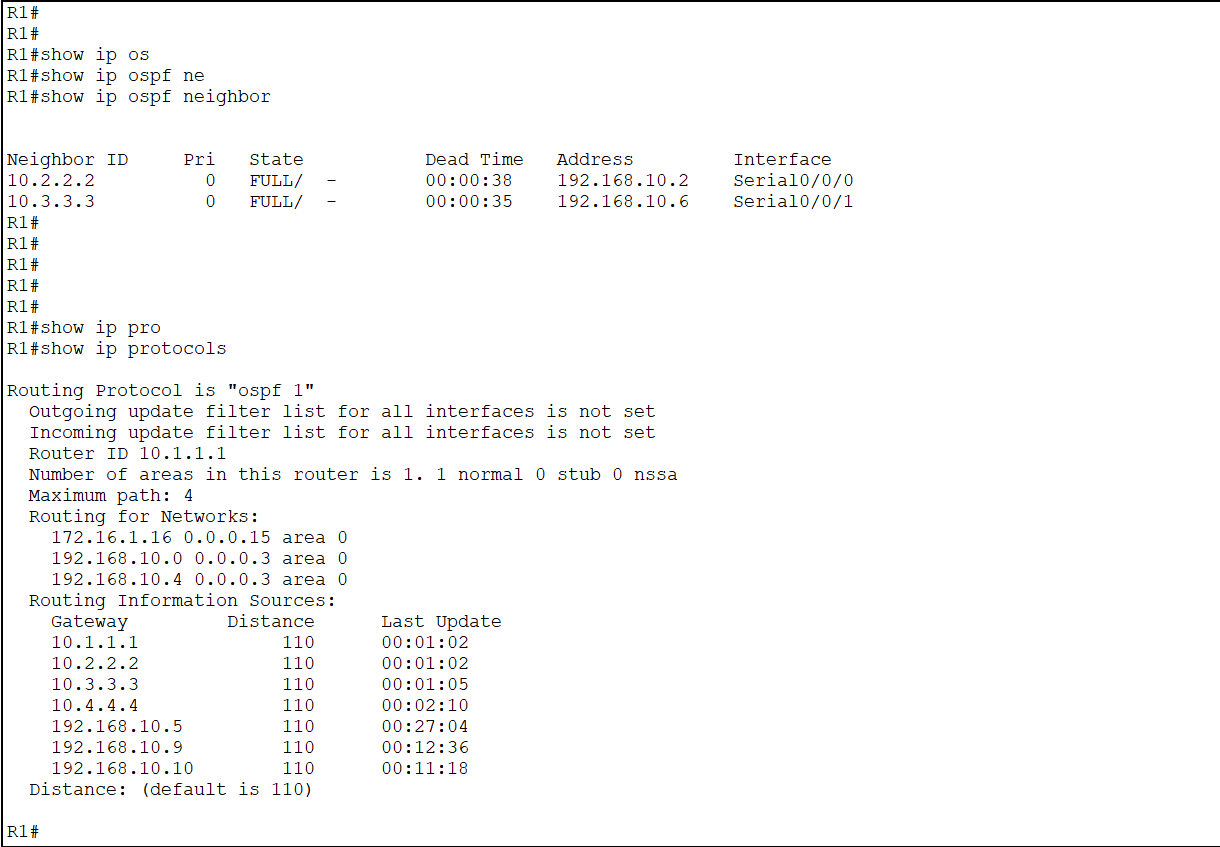 R1#
R1#
R1#show ip os
R1#show ip ospf ne
R1#show ip ospf neighbor
Neighbor ID     Pri   State           Dead Time   Address         Interface
10.2.2.2          0   FULL/  -        00:00:38    192.168.10.2    Serial0/0/0
10.3.3.3          0   FULL/  -        00:00:35    192.168.10.6    Serial0/0/1
R1#
R1#
R1#
R1#
R1#
R1#show ip pro
R1#show ip protocols
Routing Protocol is "ospf 1"
  Outgoing update filter list for all interfaces is not set
  Incoming update filter list for all interfaces is not set
  Router ID 10.1.1.1
  Number of areas in this router is 1. 1 normal 0 stub 0 nssa
  Maximum path: 4
  Routing for Networks:
    172.16.1.16 0.0.0.15 area 0
    192.168.10.0 0.0.0.3 area 0
    192.168.10.4 0.0.0.3 area 0
  Routing Information Sources:
    Gateway         Distance      Last Update
    10.1.1.1             110      00:01:02
    10.2.2.2             110      00:01:02
    10.3.3.3             110      00:01:05
    10.4.4.4             110      00:02:10
    192.168.10.5         110      00:27:04
    192.168.10.9         110      00:12:36
    192.168.10.10        110      00:11:18
  Distance: (default is 110)
R1#